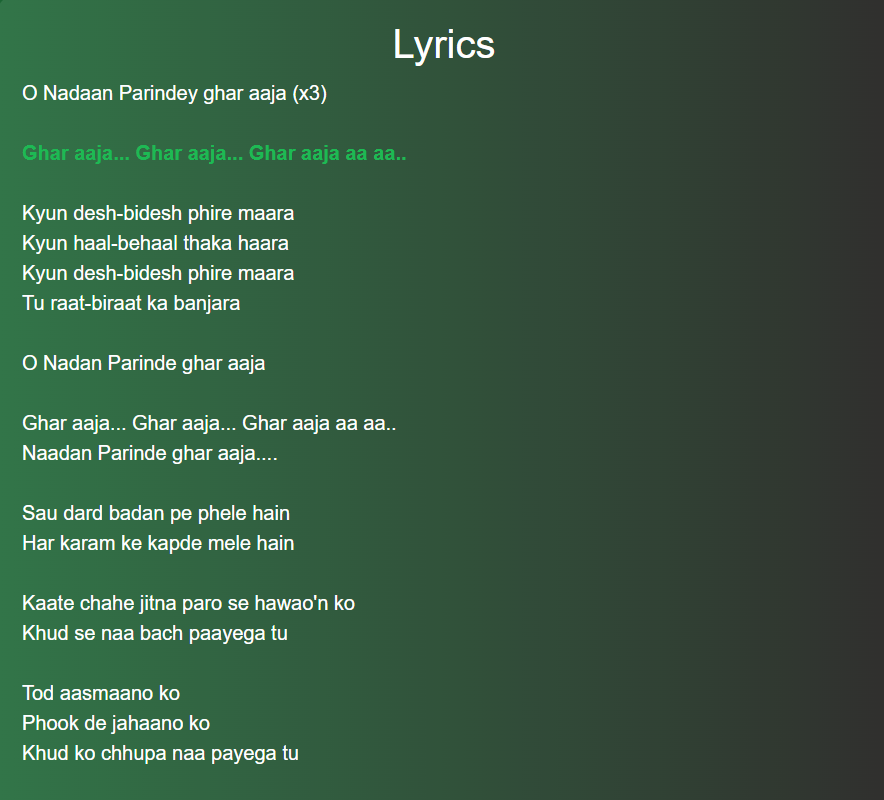 Lyrics
O Nadaan Parindey ghar aaja (x3)
Ghar aaja... Ghar aaja... Ghar aaja aa aa..
Kyun desh-bidesh phire maara
Kyun haal-behaal thaka haara
Kyun desh-bidesh phire maara
Tu raat-biraat ka banjara
O Nadan Parinde ghar aaja
Ghar aaja... Ghar aaja... Ghar aaja aa aa..
Naadan Parinde ghar aaja....
Sau dard badan pe phele hain
Har karam ke kapde mele hain
Kaate chahe jitna paro se hawao'n ko
Khud se naa bach paayega tu
Tod aasmaano ko
Phook de jahaano ko
Khud ko chhupa naa payega tu